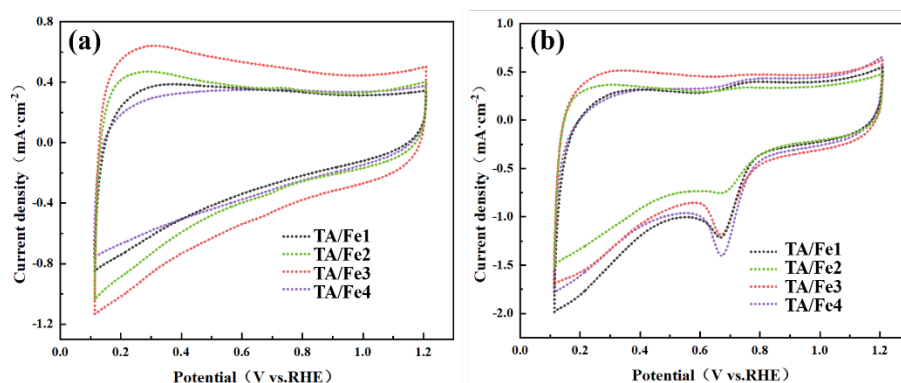 (a)
0.8
0.4
0.0
-0.4
-0.8
-1.2
Current density（mA·cm⁻²）
TA/Fe1
TA/Fe2
TA/Fe3
TA/Fe4
0.0 0.2 0.4 0.6 0.8 1.0 1.2
Potential（V vs.RHE）
(b)
1.0
0.5
0.0
-0.5
-1.0
-1.5
-2.0
Current density（mA·cm⁻²）
TA/Fe1
TA/Fe2
TA/Fe3
TA/Fe4
0.0 0.2 0.4 0.6 0.8 1.0 1.2
Potential（V vs.RHE）